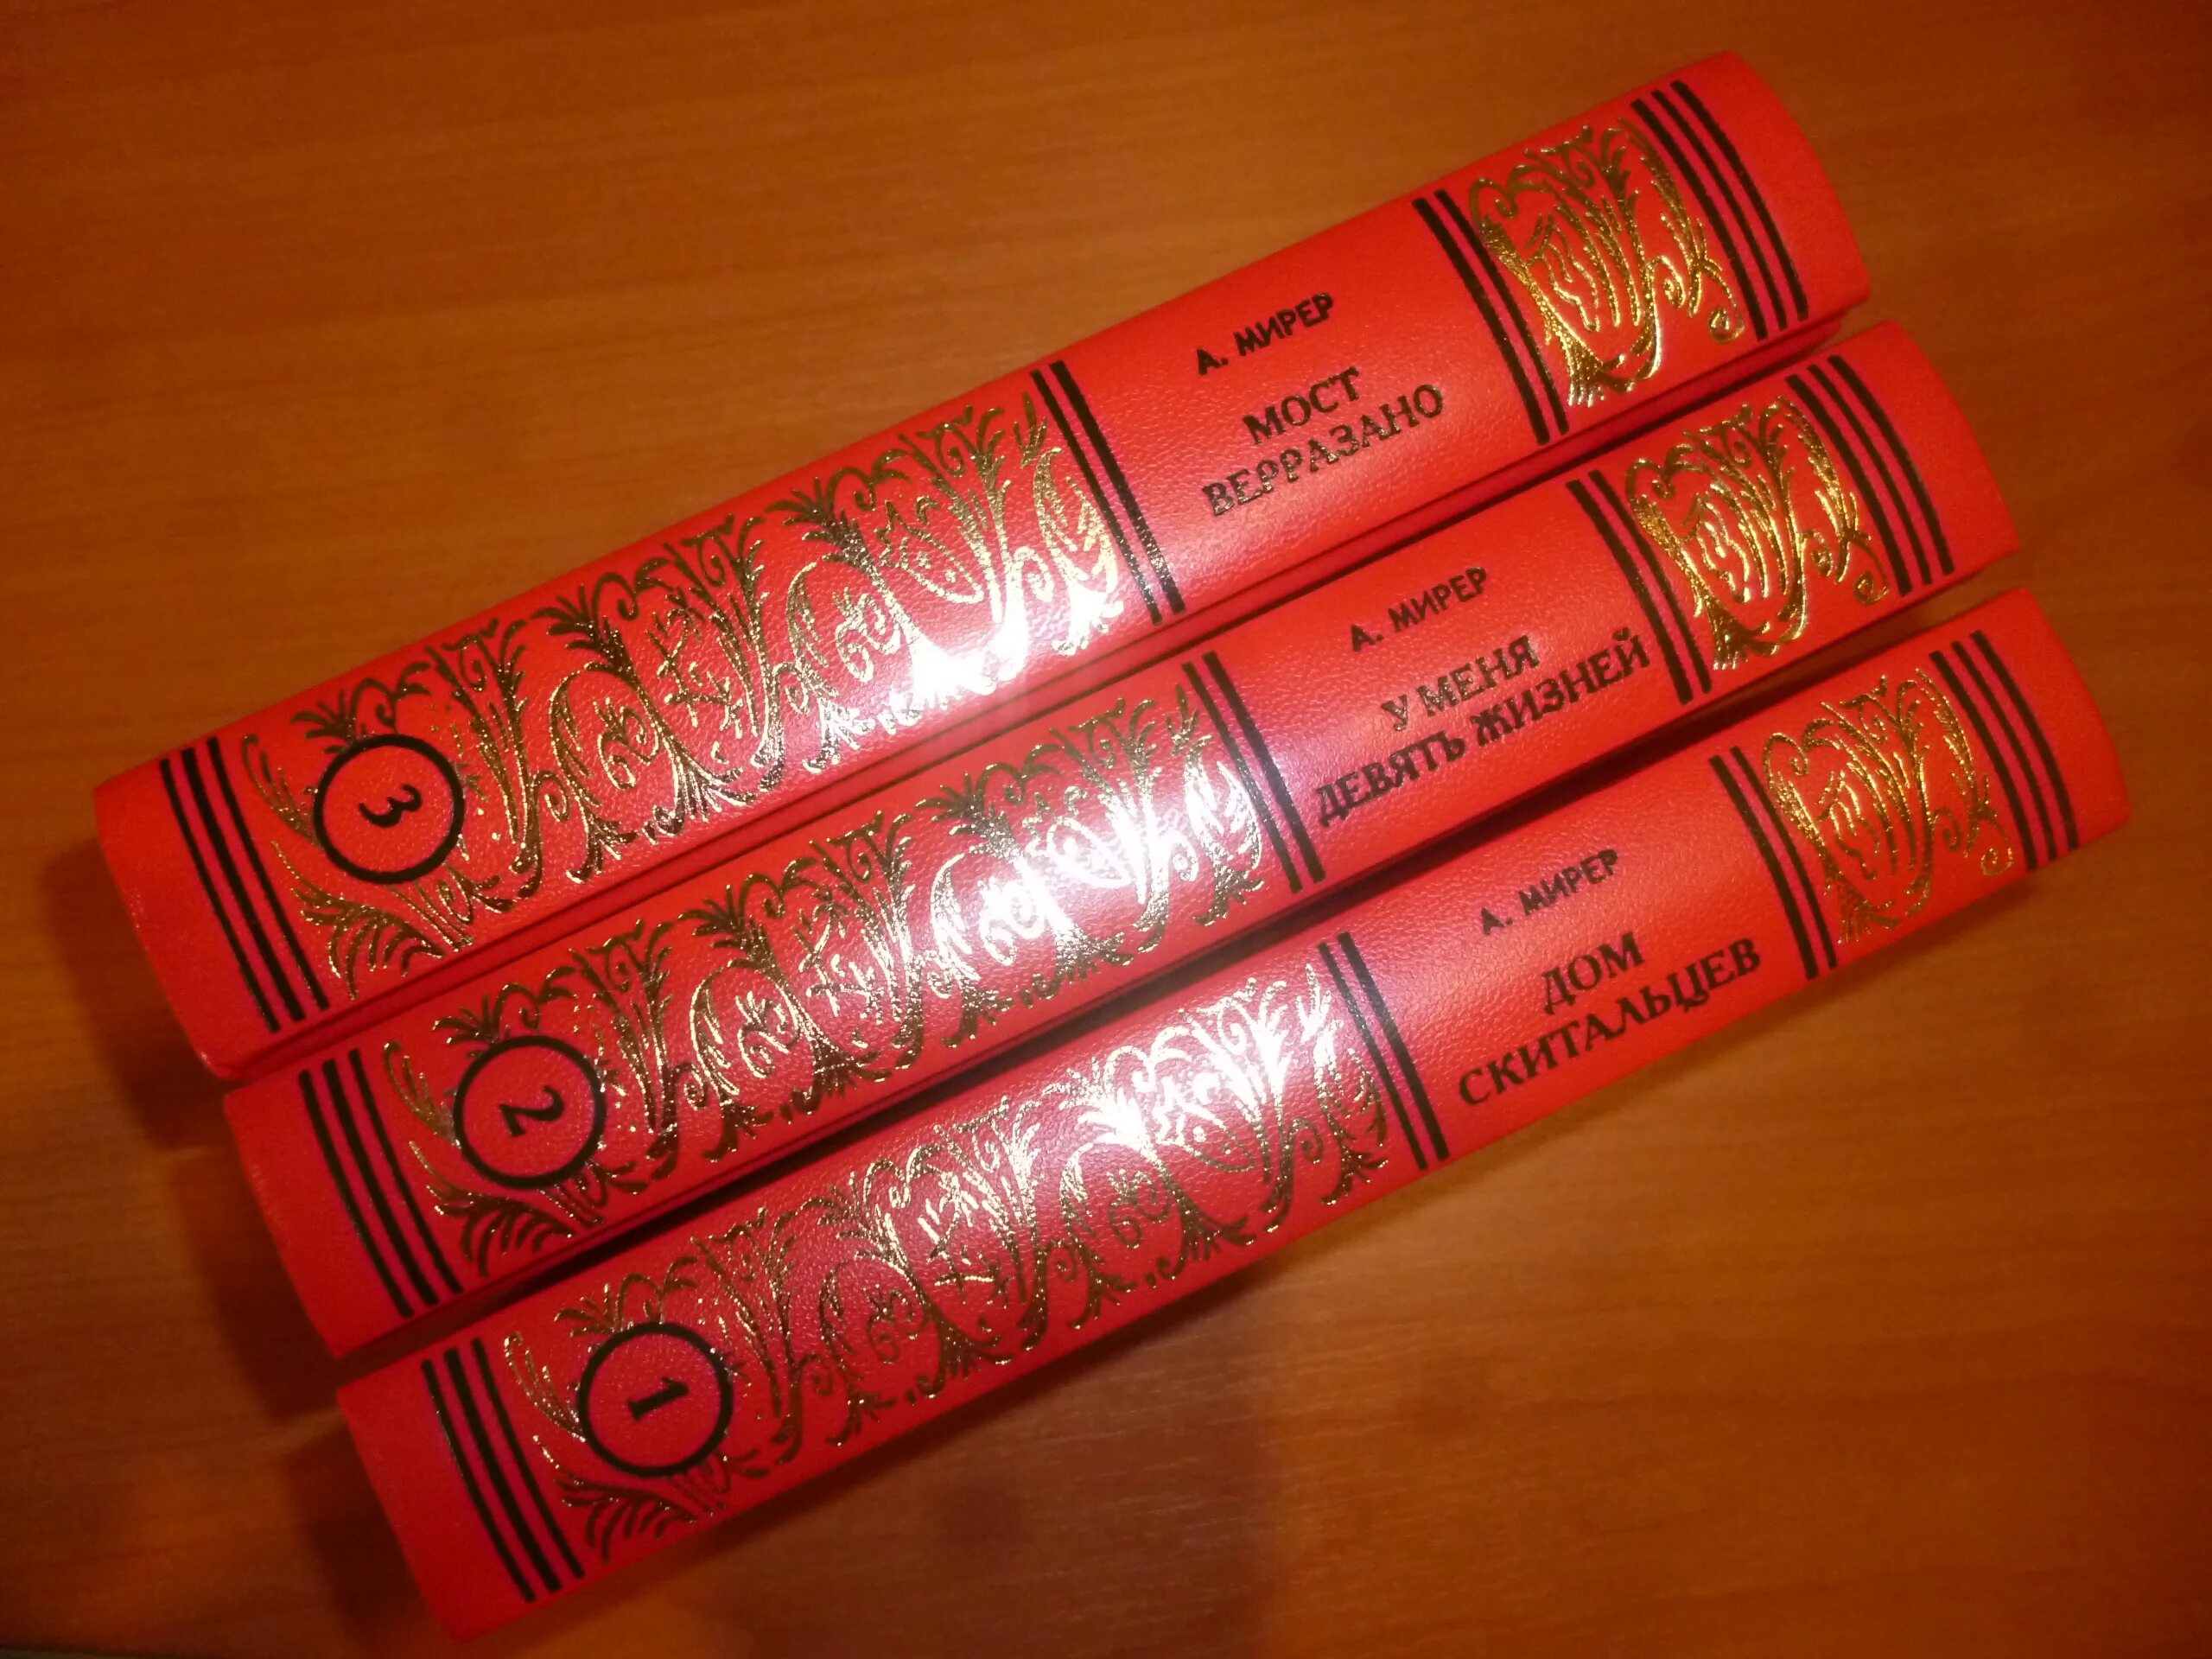 А. МИРЕР
МОСТ
ВЕРРАЗАНО
3
А. МИРЕР
У МЕНЯ
ДЕВЯТЬ ЖИЗНЕЙ
2
А. МИРЕР
ДОМ
СКИТАЛЬЦЕВ
1